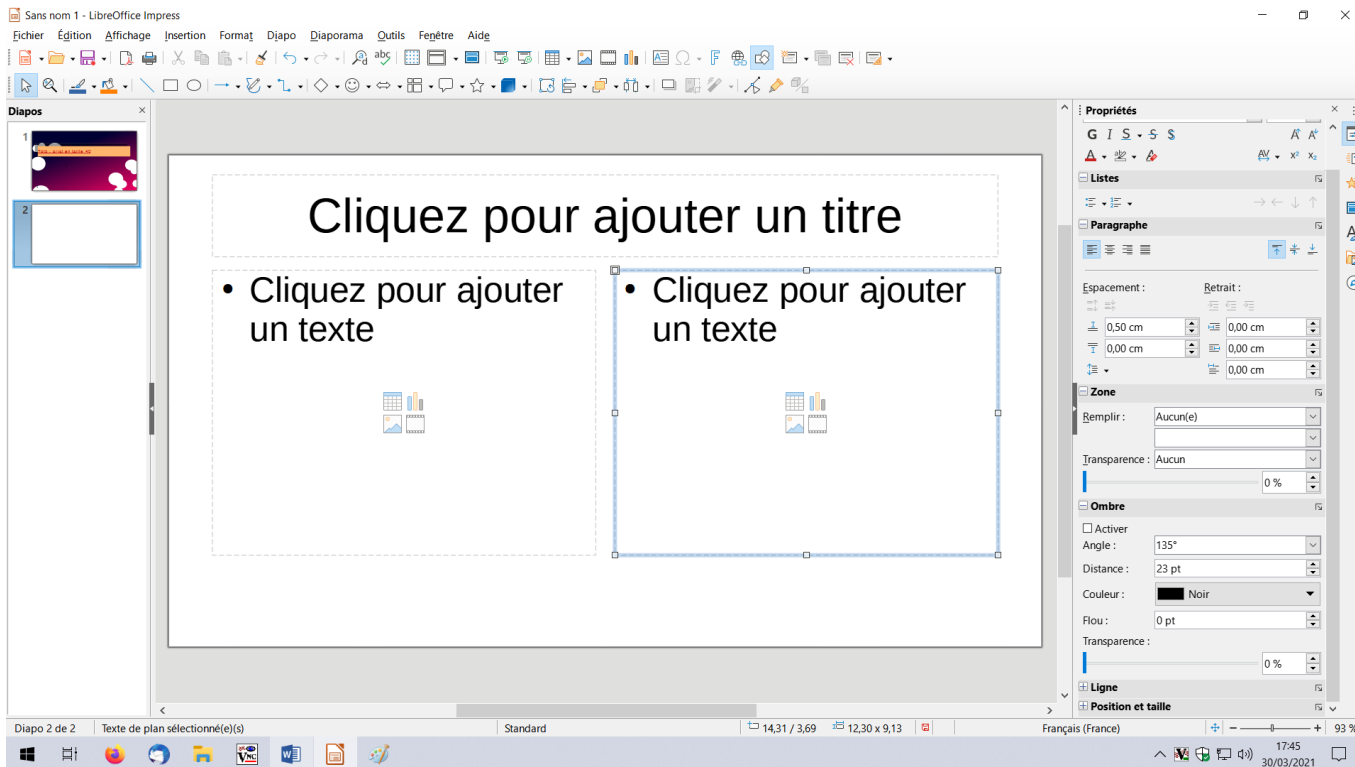 Sans nom 1 - LibreOffice Impress
Fichier Édition Affichage Insertion Format Diapo Diaporama Outils Fenêtre Aide
Diapos
1
2
Cliquez pour ajouter un titre
• Cliquez pour ajouter
un texte
• Cliquez pour ajouter
un texte
Propriétés
G I S S S A A
A AV x² x₂
Listes
Paragraphe
Espacement : Retrait :
0,50 cm 0,00 cm
0,00 cm 0,00 cm
0,00 cm
Zone
Remplir : Aucun(e)
Transparence : Aucun
0 %
Ombre
Activer
Angle : 135°
Distance : 23 pt
Couleur : Noir
Flou : 0 pt
Transparence :
0 %
Ligne
Position et taille
Diapo 2 de 2 Texte de plan sélectionné(e)(s) Standard 14,31 / 3,69 12,30 x 9,13 Français (France) 93 %
17:45
30/03/2021